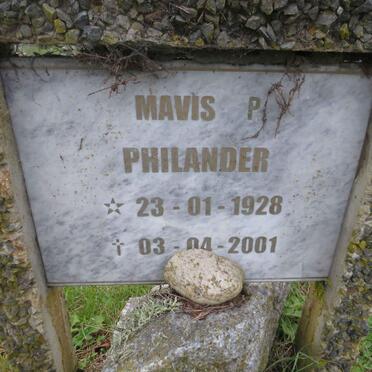 MAVIS P
PHILANDER
☆ 23 - 01 - 1928
† 03 - 04 - 2001